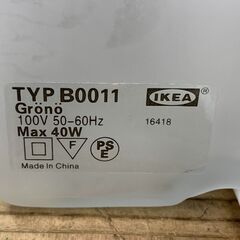 TYP B0011
IKEA
Grönö
100V 50-60Hz
16418
Max 40W
F
PS
E
Made In China